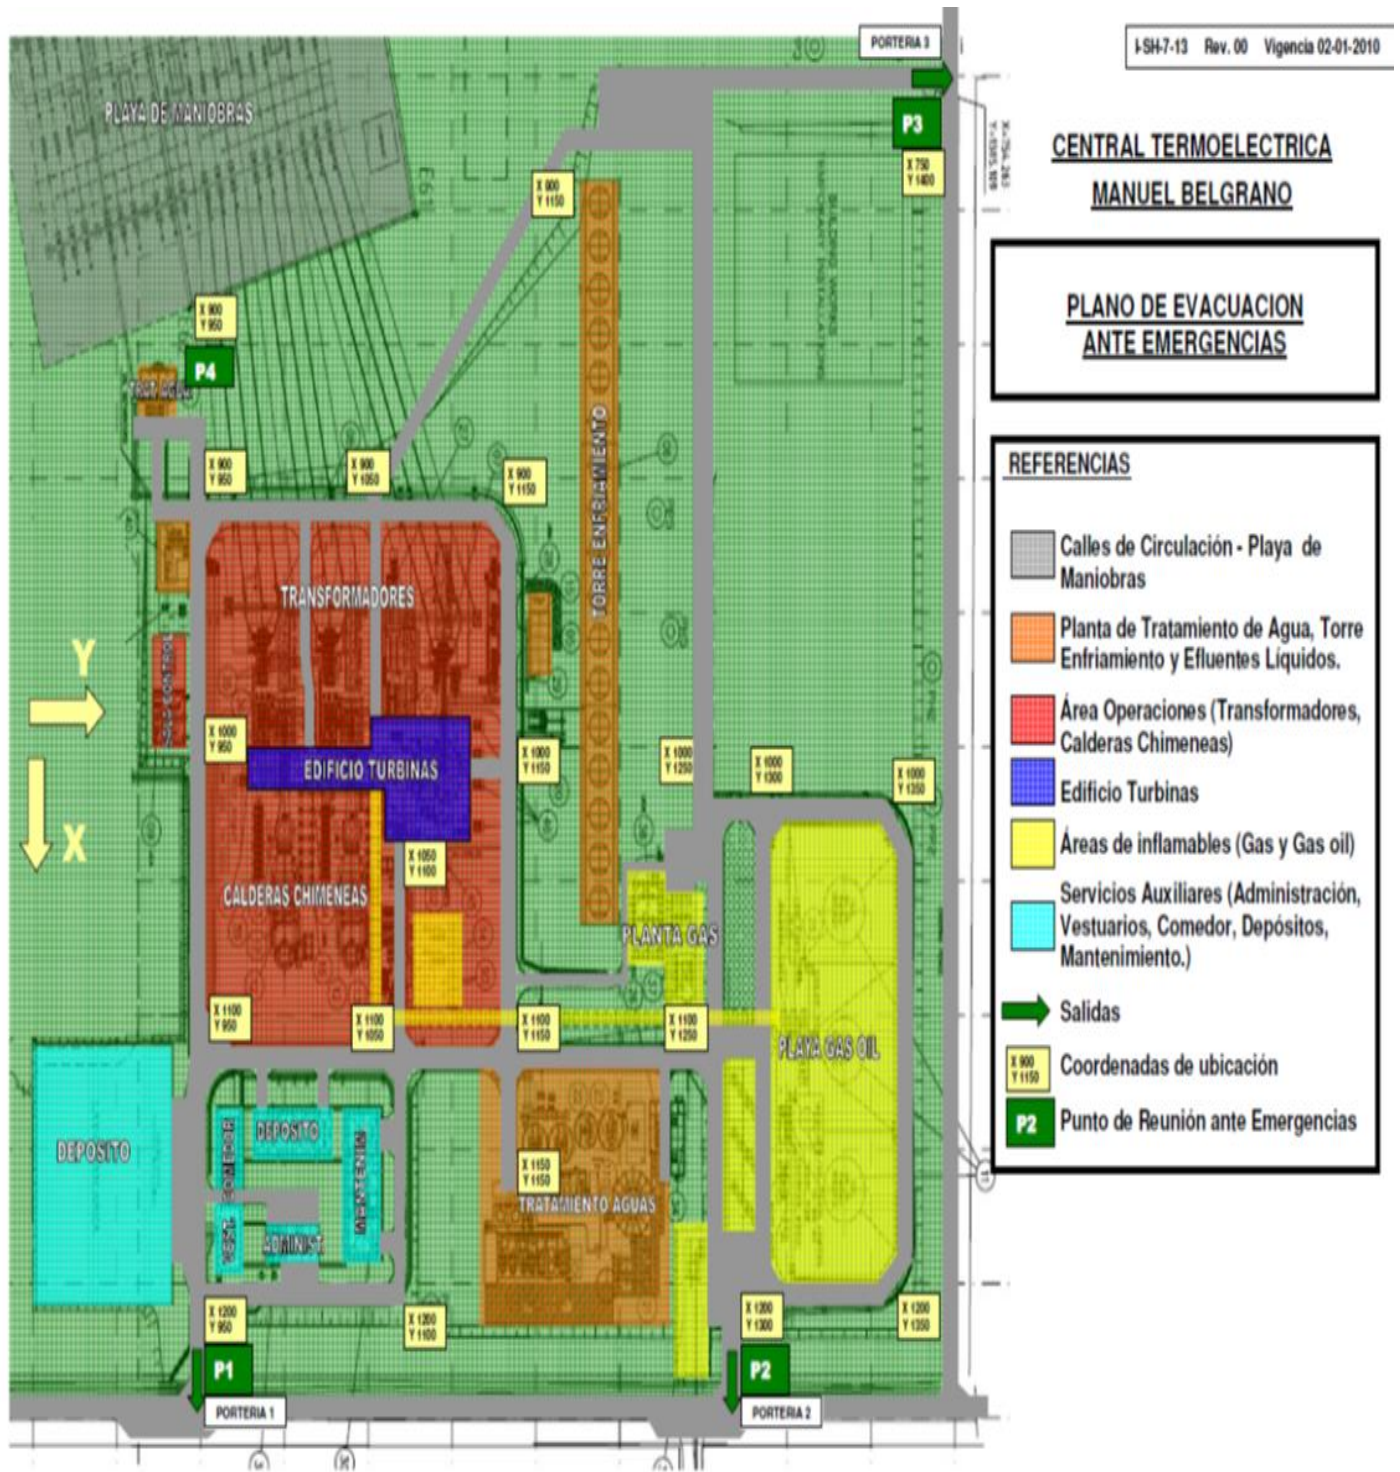 PORTERIA 3
I-SH-7-13 Rev. 00 Vigencia 02-01-2010
PLAYA DE MANIOBRAS
P3
X 750
Y 1400
CENTRAL TERMOELECTRICA
MANUEL BELGRANO
X 900
Y 1150
PLANO DE EVACUACION
ANTE EMERGENCIAS
X 900
Y 950
P4
TRAT AGUA
X 900
Y 950
X 900
Y 1050
X 900
Y 1150
TORRE ENFRIAMIENTO
TRANSFORMADORES
Y
X
X 1000
Y 950
EDIFICIO TURBINAS
X 1000
Y 1150
X 1000
Y 1250
X 1000
Y 1300
X 1000
Y 1350
X 1050
Y 1100
CALDERAS CHIMENEAS
PLANTA GAS
X 1100
Y 950
X 1100
Y 1050
X 1100
Y 1150
X 1100
Y 1250
PLAYA GAS OIL
DEPOSITO
COMEDOR
DEPOSITO
MANTENIM
VEST.
ADMINIST.
X 1150
Y 1150
TRATAMIENTO AGUAS
X 1200
Y 950
X 1200
Y 1100
X 1200
Y 1300
X 1200
Y 1350
P1
PORTERIA 1
P2
PORTERIA 2
REFERENCIAS
Calles de Circulación - Playa de
Maniobras
Planta de Tratamiento de Agua, Torre
Enfriamiento y Efluentes Líquidos.
Área Operaciones (Transformadores,
Calderas Chimeneas)
Edificio Turbinas
Áreas de inflamables (Gas y Gas oil)
Servicios Auxiliares (Administración,
Vestuarios, Comedor, Depósitos,
Mantenimiento.)
Salidas
X 900
Y 1150
Coordenadas de ubicación
P2
Punto de Reunión ante Emergencias